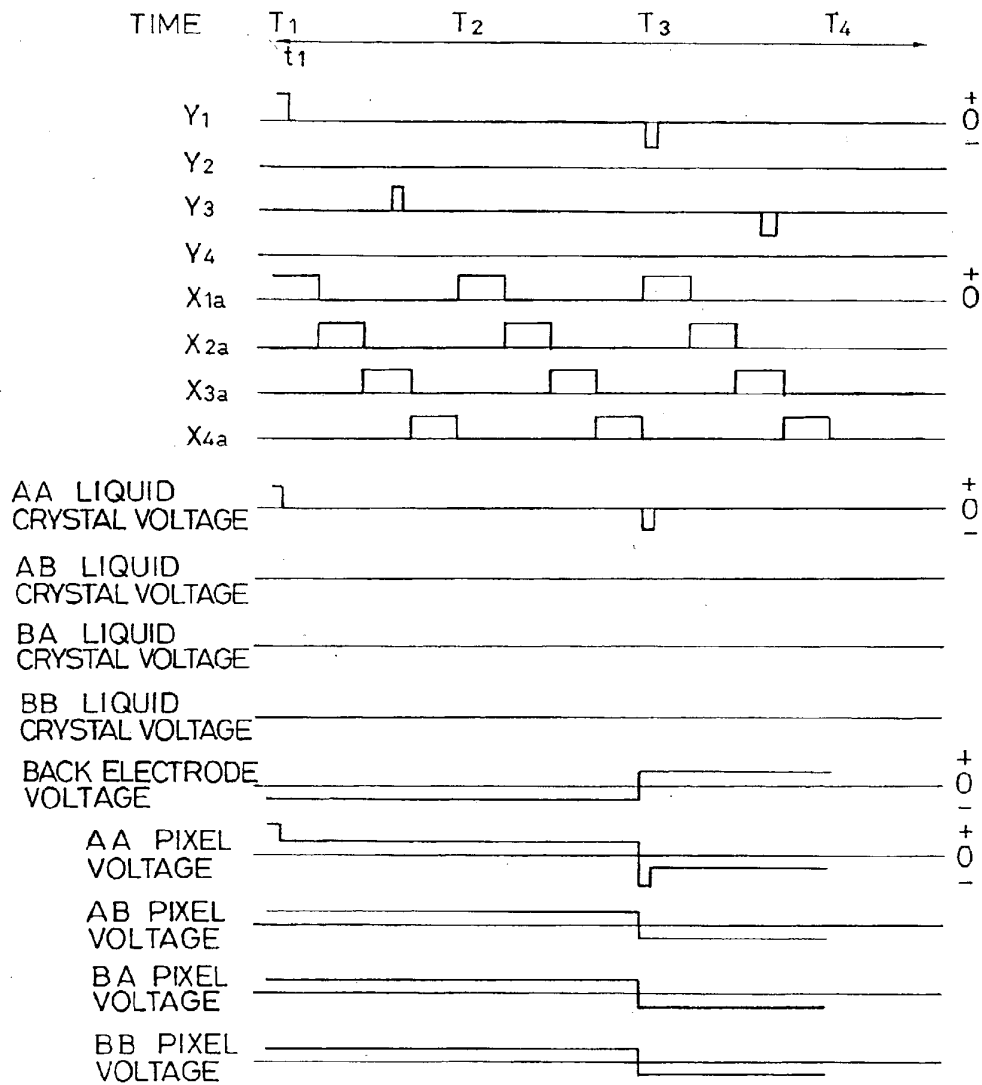 TIME T1 T2 T3 T4
t1
Y1 + 0 -
Y2
Y3
Y4
X1a + 0
X2a
X3a
X4a
AA LIQUID
CRYSTAL VOLTAGE + 0 -
AB LIQUID
CRYSTAL VOLTAGE
BA LIQUID
CRYSTAL VOLTAGE
BB LIQUID
CRYSTAL VOLTAGE
BACK ELECTRODE
VOLTAGE + 0 -
AA PIXEL
VOLTAGE + 0 -
AB PIXEL
VOLTAGE
BA PIXEL
VOLTAGE
BB PIXEL
VOLTAGE